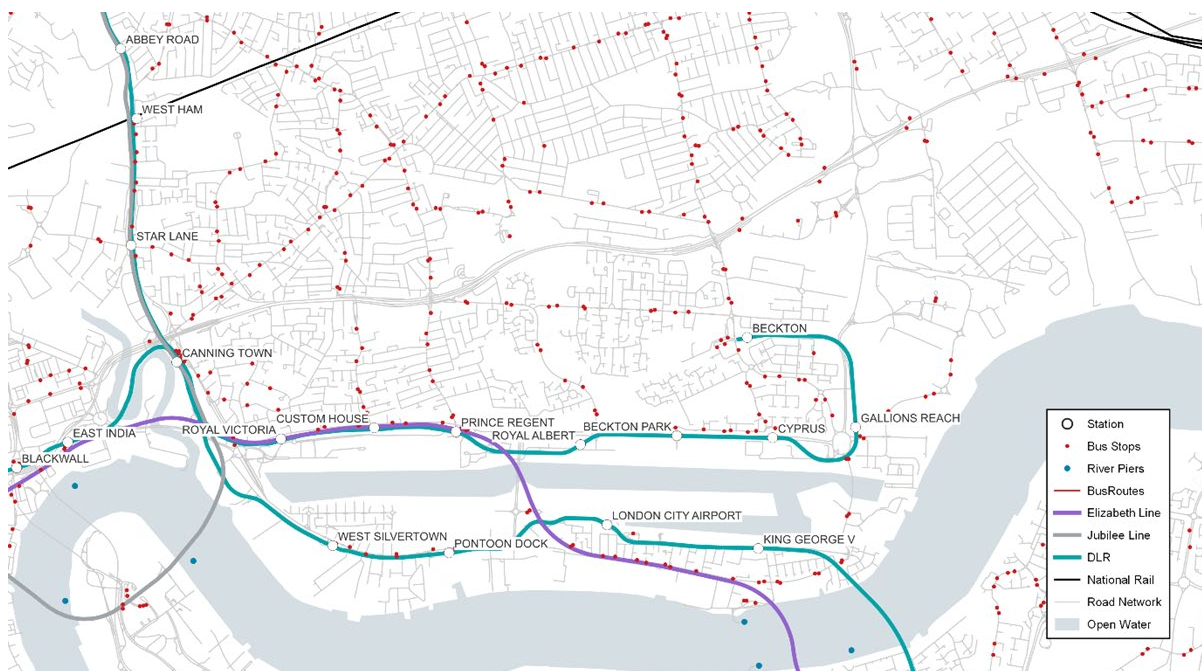 ABBEY ROAD
WEST HAM
STAR LANE
CANNING TOWN
BECKTON
EAST INDIA
BLACKWALL
ROYAL VICTORIA
CUSTOM HOUSE
PRINCE REGENT
ROYAL ALBERT
BECKTON PARK
CYPRUS
GALLIONS REACH
WEST SILVERTOWN
PONTOON DOCK
LONDON CITY AIRPORT
KING GEORGE V
Station
Bus Stops
River Piers
BusRoutes
Elizabeth Line
Jubilee Line
DLR
National Rail
Road Network
Open Water